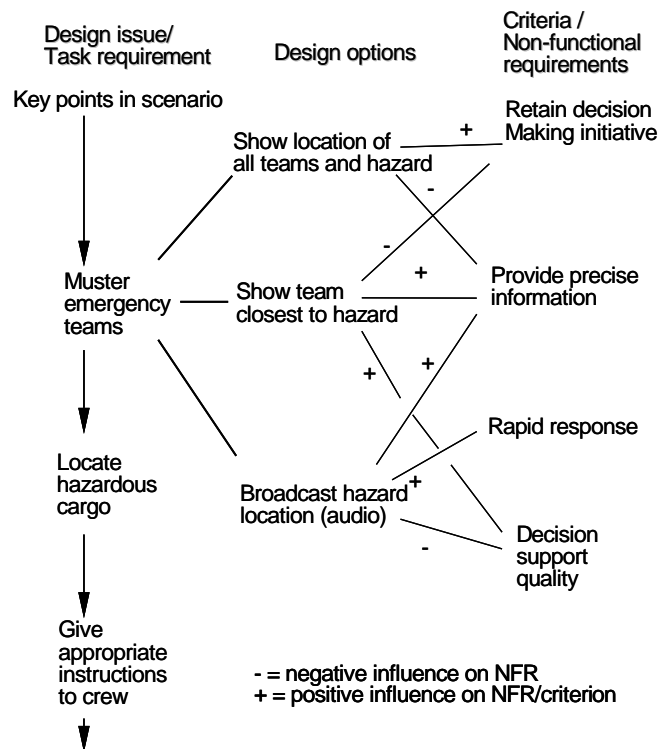 Design issue/
Task requirement
Design options
Criteria /
Non-functional
requirements
Key points in scenario
Retain decision
Making initiative
+
Show location of
all teams and hazard
-
-
Muster
emergency
teams
Show team
closest to hazard
+
Provide precise
information
+
+
Rapid response
Locate
hazardous
cargo
Broadcast hazard
location (audio)
+
-
Decision
support
quality
Give
appropriate
instructions
to crew
- = negative influence on NFR
+ = positive influence on NFR/criterion